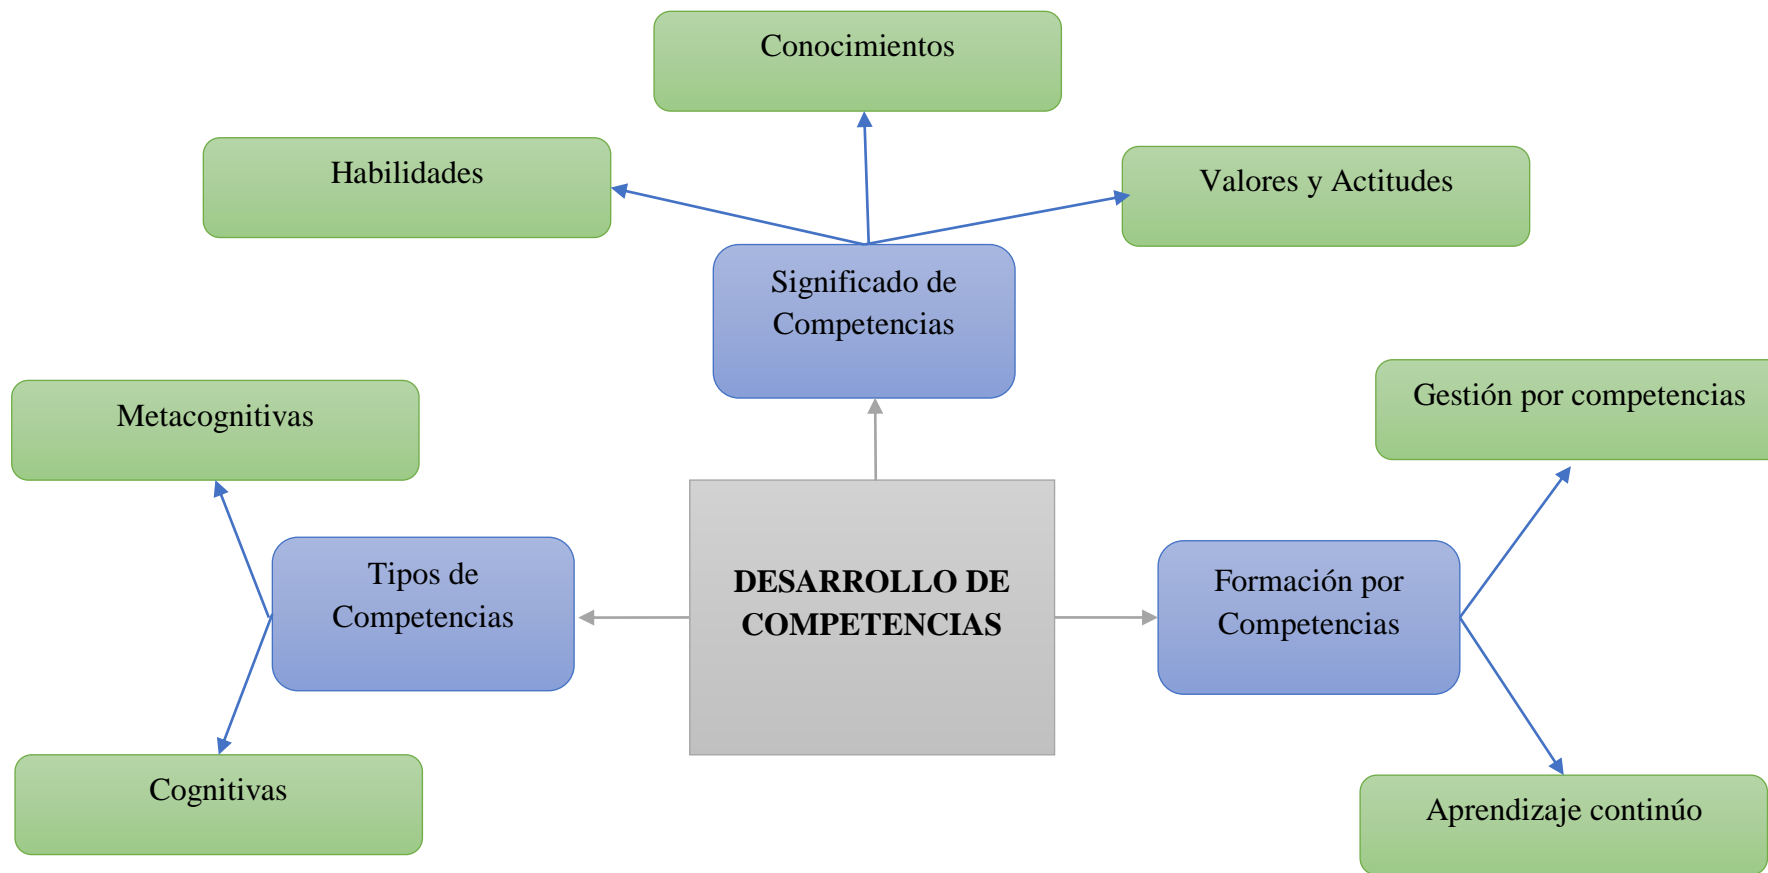 Conocimientos
Habilidades
Valores y Actitudes
Significado de
Competencias
Metacognitivas
Gestión por competencias
Tipos de
Competencias
DESARROLLO DE
COMPETENCIAS
Formación por
Competencias
Cognitivas
Aprendizaje continúo